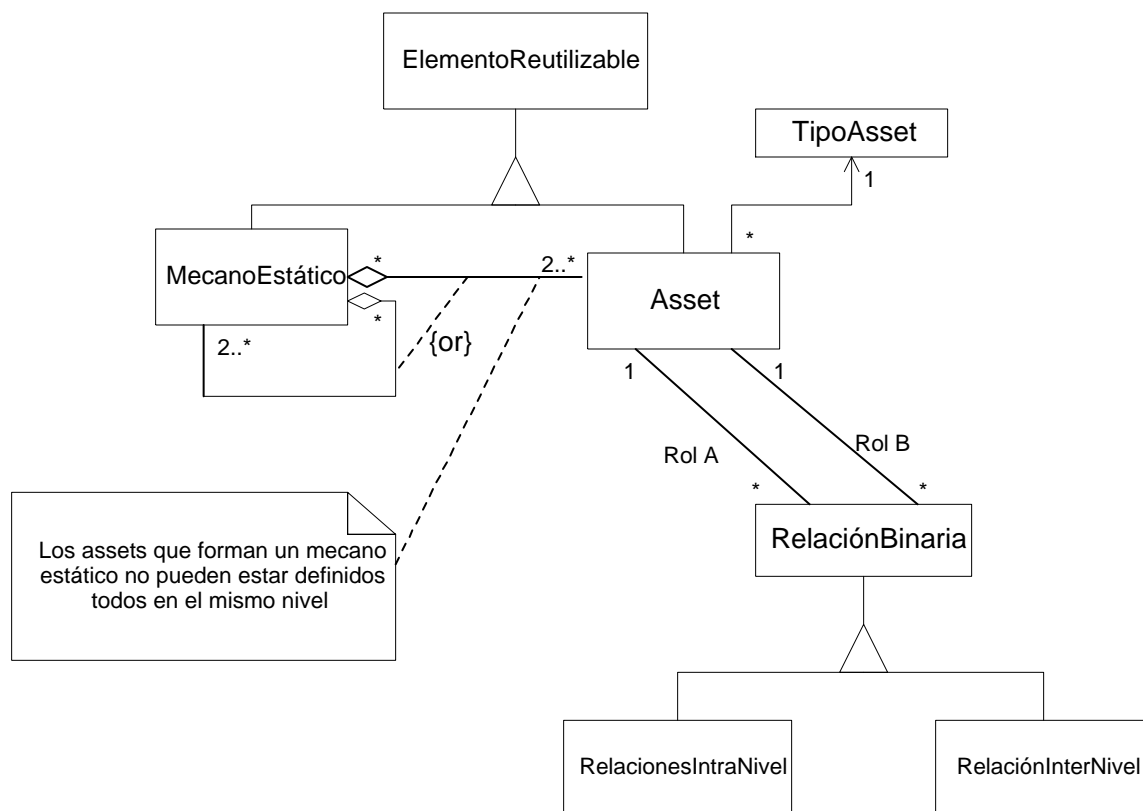 ElementoReutilizable
TipoAsset
1
*
MecanoEstático
*
2..*
Asset
*
2..*
{or}
1
1
Rol A
Rol B
*
*
Los assets que forman un mecano
estático no pueden estar definidos
todos en el mismo nivel
RelaciónBinaria
RelacionesIntraNivel
RelaciónInterNivel